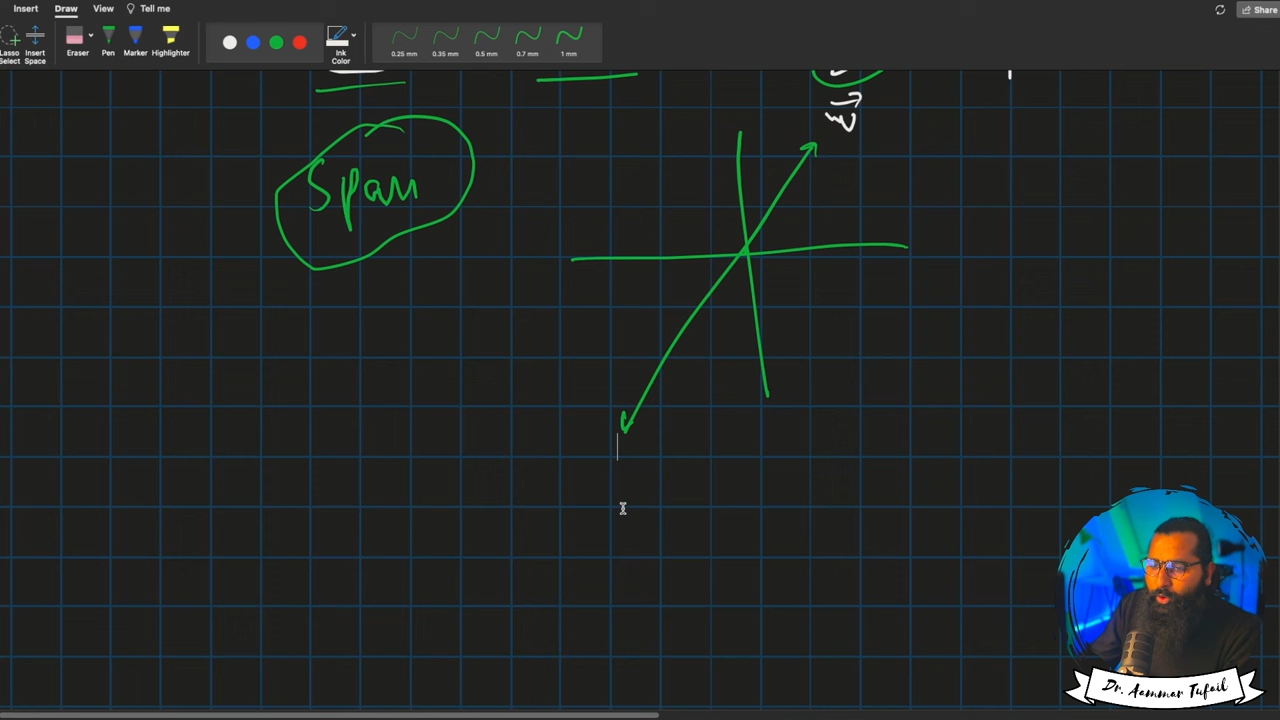 Insert Draw View Tell me
Share
Lasso Select
Insert Space
Eraser
Pen
Marker
Highlighter
Ink Color
0.25 mm
0.35 mm
0.5 mm
0.7 mm
1 mm
Span
Dr. Aammar Tufail